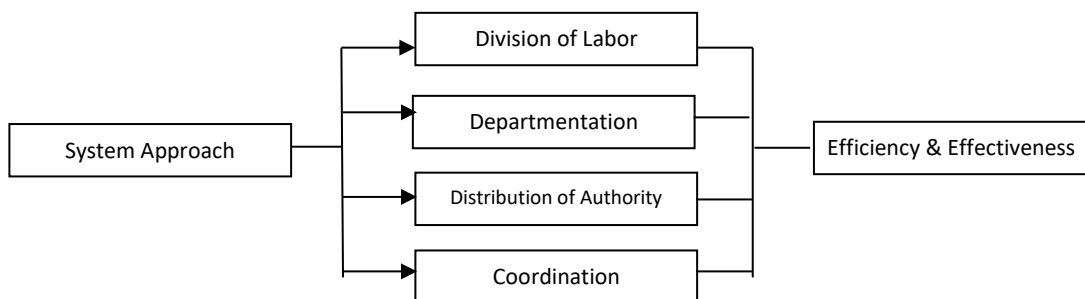 System Approach
Division of Labor
Departmentation
Distribution of Authority
Coordination
Efficiency & Effectiveness